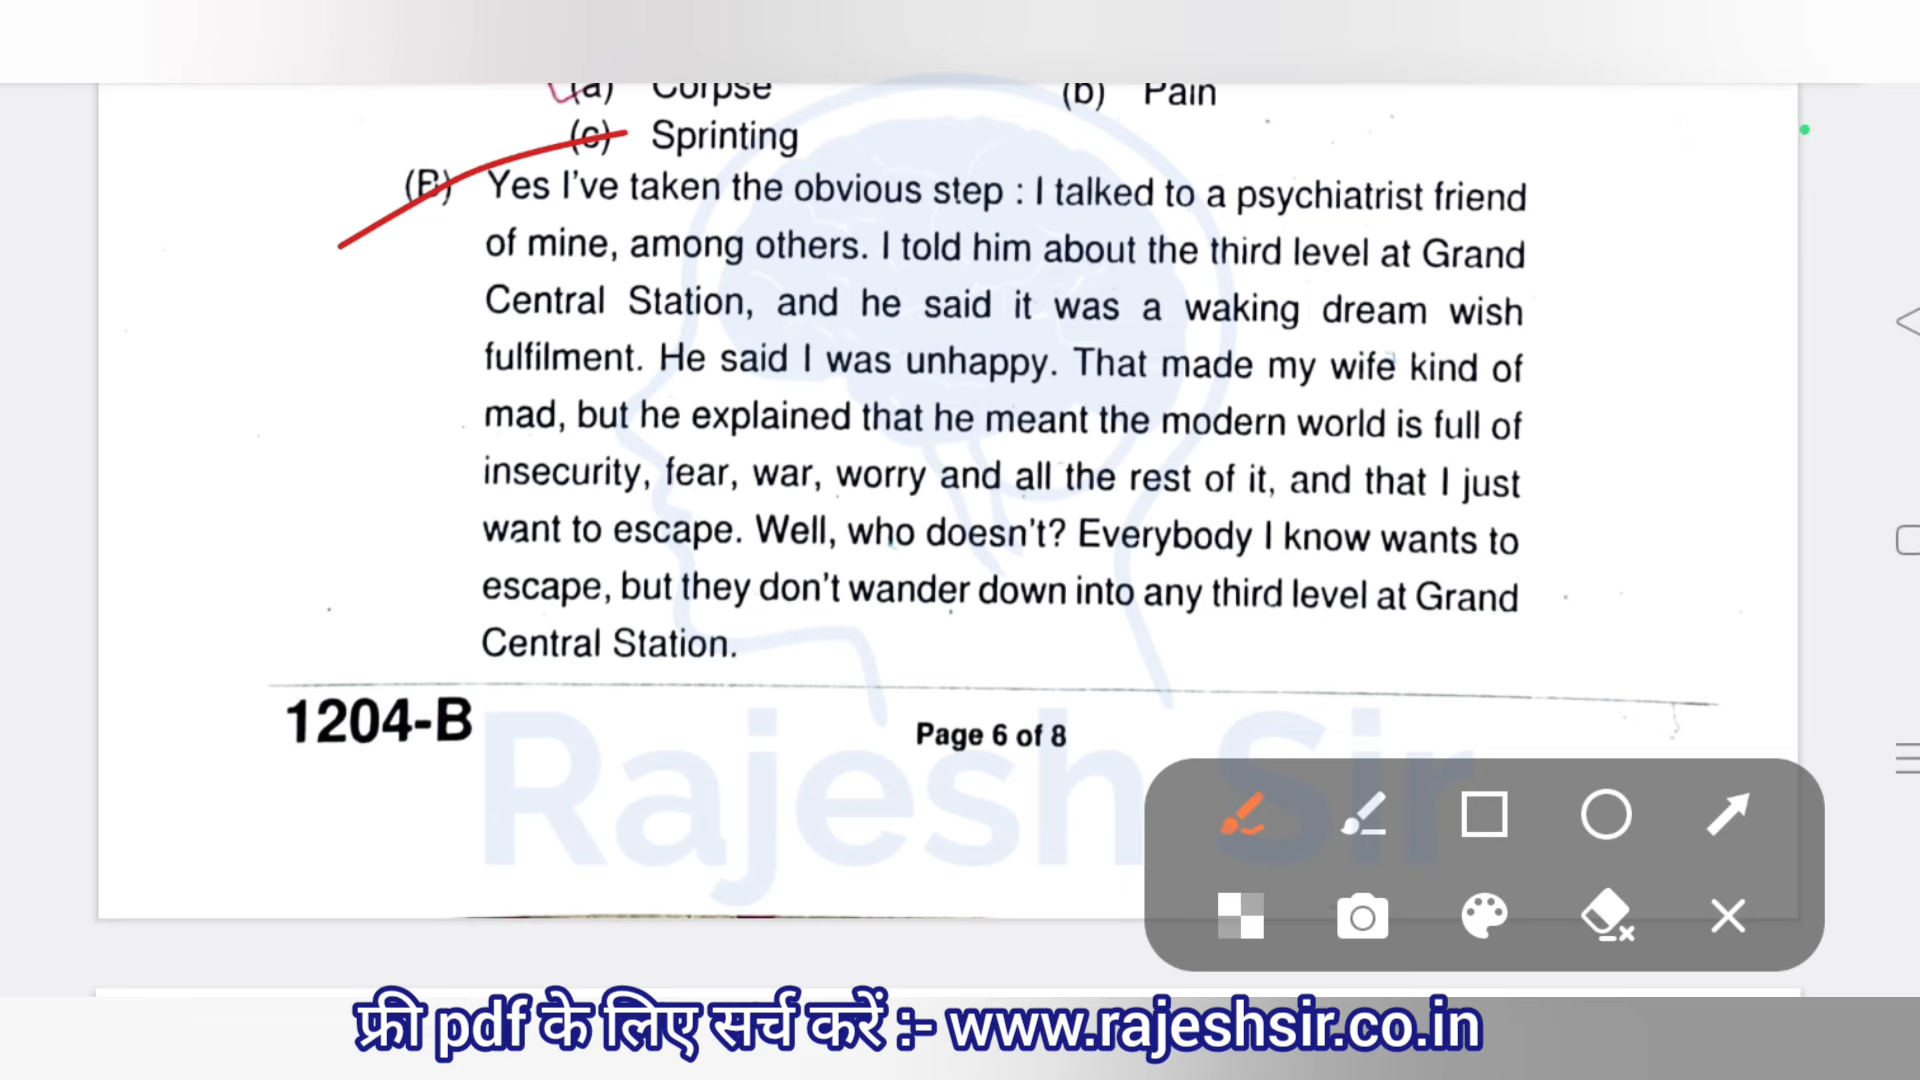 (a) Corpse (b) Pain
(c) Sprinting
(B) Yes I've taken the obvious step : I talked to a psychiatrist friend
of mine, among others. I told him about the third level at Grand
Central Station, and he said it was a waking dream wish
fulfilment. He said I was unhappy. That made my wife kind of
mad, but he explained that he meant the modern world is full of
insecurity, fear, war, worry and all the rest of it, and that I just
want to escape. Well, who doesn't? Everybody I know wants to
escape, but they don't wander down into any third level at Grand
Central Station.
1204-B
Page 6 of 8
Rajesh Sir
फ्री pdf के लिए सर्च करें :- www.rajeshsir.co.in